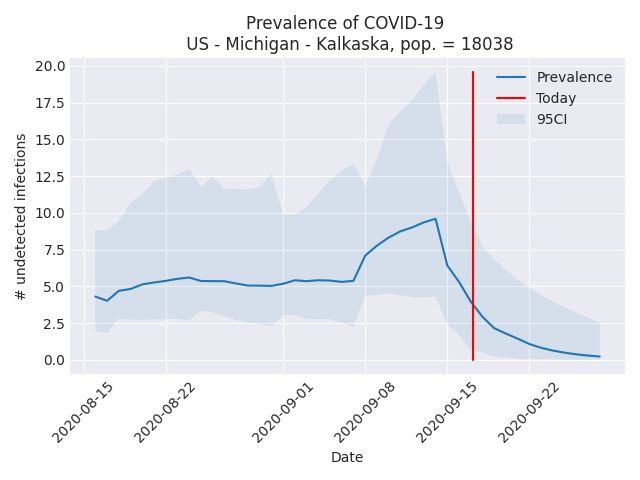 Prevalence of COVID-19
US - Michigan - Kalkaska, pop. = 18038
20.0
17.5
15.0
12.5
10.0
7.5
5.0
2.5
0.0
# undetected infections
Prevalence
Today
95CI
2020-08-15
2020-08-22
2020-09-01
2020-09-08
2020-09-15
2020-09-22
Date